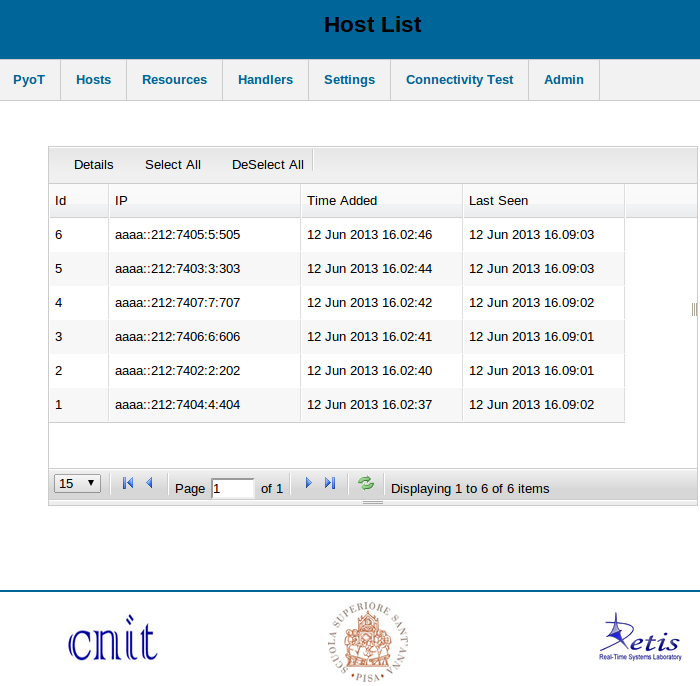 Host List
PyoT Hosts Resources Handlers Settings Connectivity Test Admin
Details Select All DeSelect All
Id IP Time Added Last Seen
6 aaaa::212:7405:5:505 12 Jun 2013 16.02:46 12 Jun 2013 16.09:03
5 aaaa::212:7403:3:303 12 Jun 2013 16.02:44 12 Jun 2013 16.09:03
4 aaaa::212:7407:7:707 12 Jun 2013 16.02:42 12 Jun 2013 16.09:02
3 aaaa::212:7406:6:606 12 Jun 2013 16.02:41 12 Jun 2013 16.09:01
2 aaaa::212:7402:2:202 12 Jun 2013 16.02:40 12 Jun 2013 16.09:01
1 aaaa::212:7404:4:404 12 Jun 2013 16.02:37 12 Jun 2013 16.09:02
15 Page 1 of 1 Displaying 1 to 6 of 6 items
cnit
SCUOLA SUPERIORE SANT'ANNA
·PISA·
Retis
Real-Time Systems Laboratory